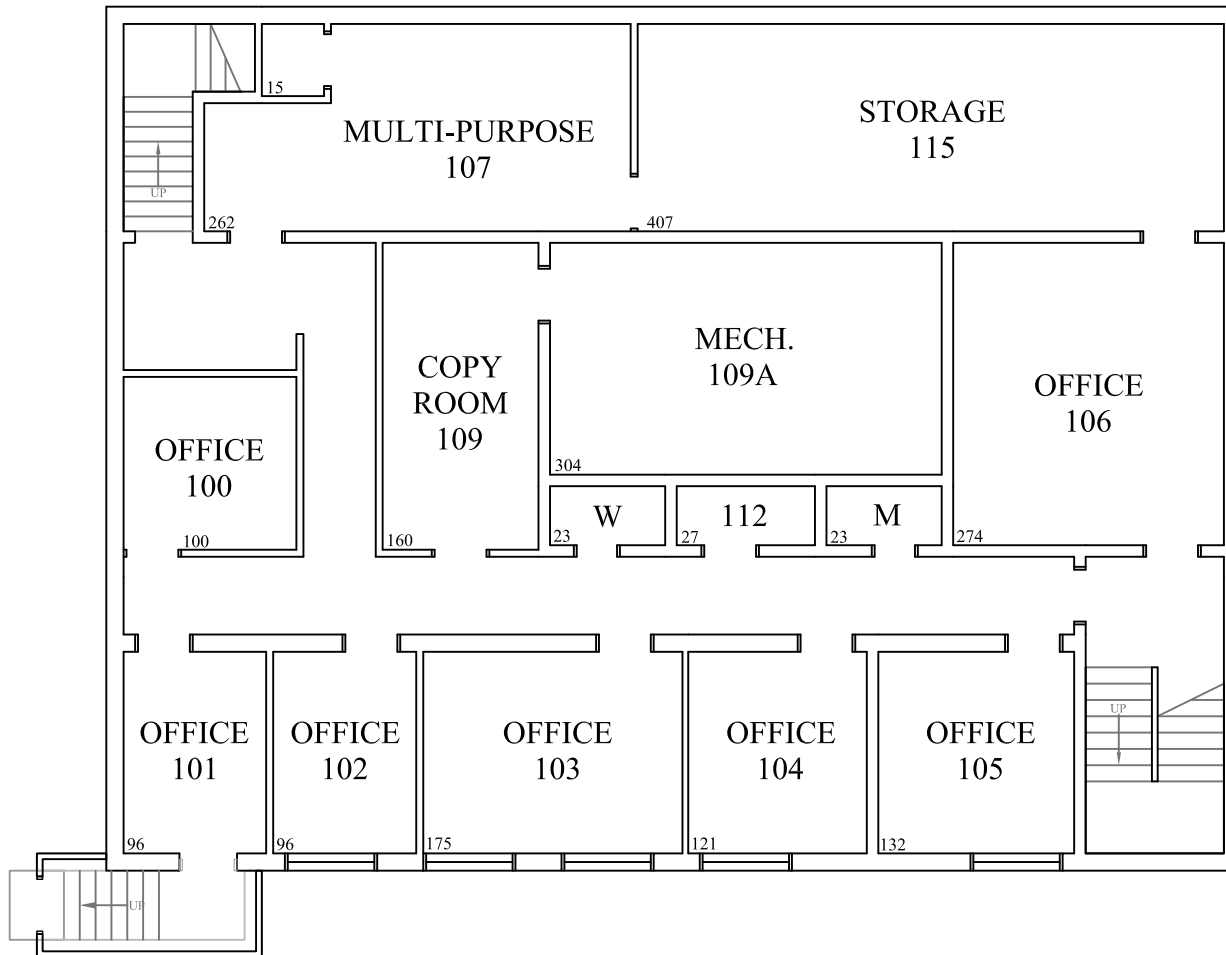 15
MULTI-PURPOSE
107
STORAGE
115
UP
262
407
MECH.
109A
COPY
ROOM
109
OFFICE
106
OFFICE
100
304
W
112
M
100
160
23
27
23
274
OFFICE
101
OFFICE
102
OFFICE
103
OFFICE
104
OFFICE
105
UP
96
96
175
121
132
UP